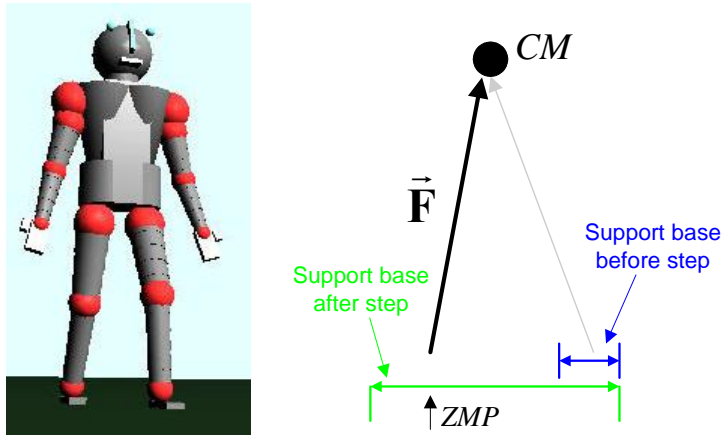 CM
F
Support base
before step
Support base
after step
ZMP